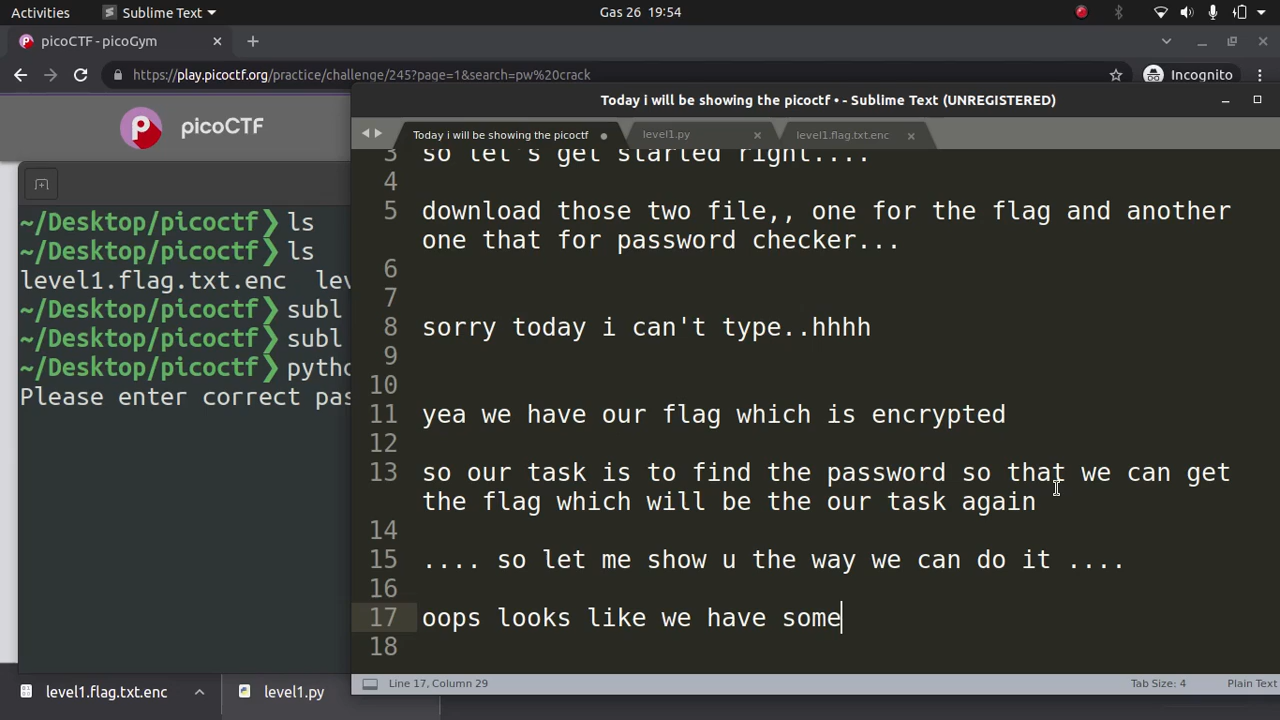 Activities
Sublime Text
Gas 26 19:54
picoCTF - picoGym
https://play.picoctf.org/practice/challenge/245?page=1&search=pw%20crack
Incognito
picoCTF
Today i will be showing the picoctf • - Sublime Text (UNREGISTERED)
Today i will be showing the picoctf
level1.py
level1.flag.txt.enc
~/Desktop/picoctf❯ ls
~/Desktop/picoctf❯ ls
level1.flag.txt.enc lev
~/Desktop/picoctf❯ subl
~/Desktop/picoctf❯ subl
~/Desktop/picoctf❯ pytho
Please enter correct pas
3 so let's get started right....
4
5 download those two file,, one for the flag and another
one that for password checker...
6
7
8 sorry today i can't type..hhhh
9
10
11 yea we have our flag which is encrypted
12
13 so our task is to find the password so that we can get
the flag which will be the our task again
14
15 .... so let me show u the way we can do it ....
16
17 oops looks like we have some
18
Line 17, Column 29
Tab Size: 4
Plain Text
level1.flag.txt.enc
level1.py